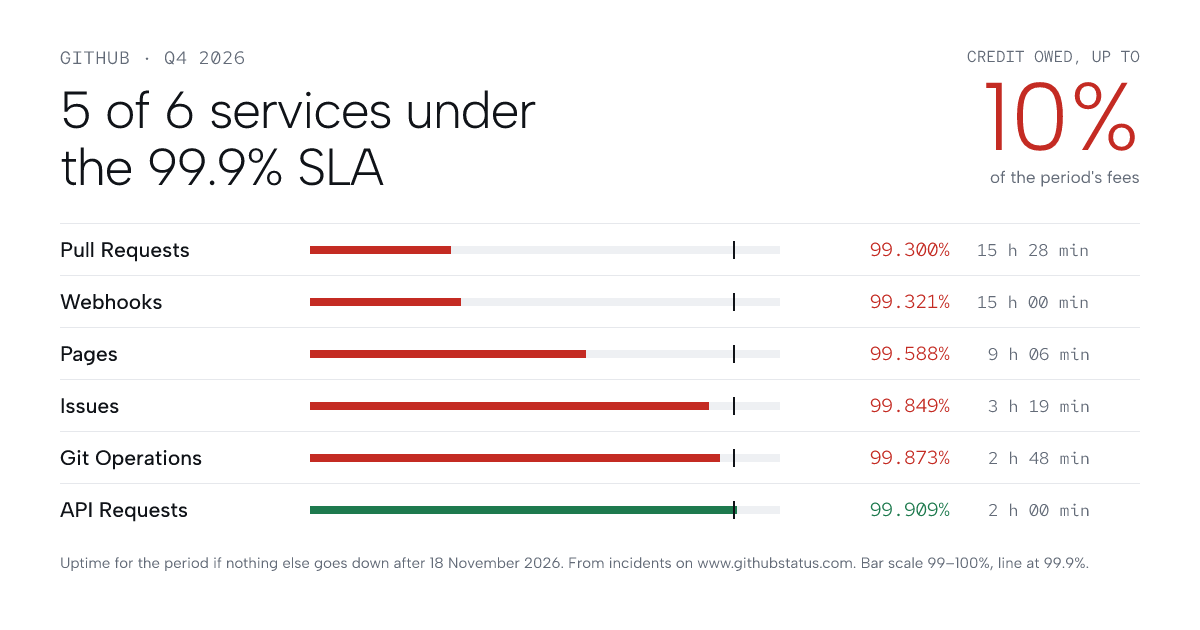 GITHUB · Q4 2026
5 of 6 services under
the 99.9% SLA
CREDIT OWED, UP TO
10%
of the period's fees
Pull Requests 99.300% 15 h 28 min
Webhooks 99.321% 15 h 00 min
Pages 99.588% 9 h 06 min
Issues 99.849% 3 h 19 min
Git Operations 99.873% 2 h 48 min
API Requests 99.909% 2 h 00 min
Uptime for the period if nothing else goes down after 18 November 2026. From incidents on www.githubstatus.com. Bar scale 99–100%, line at 99.9%.